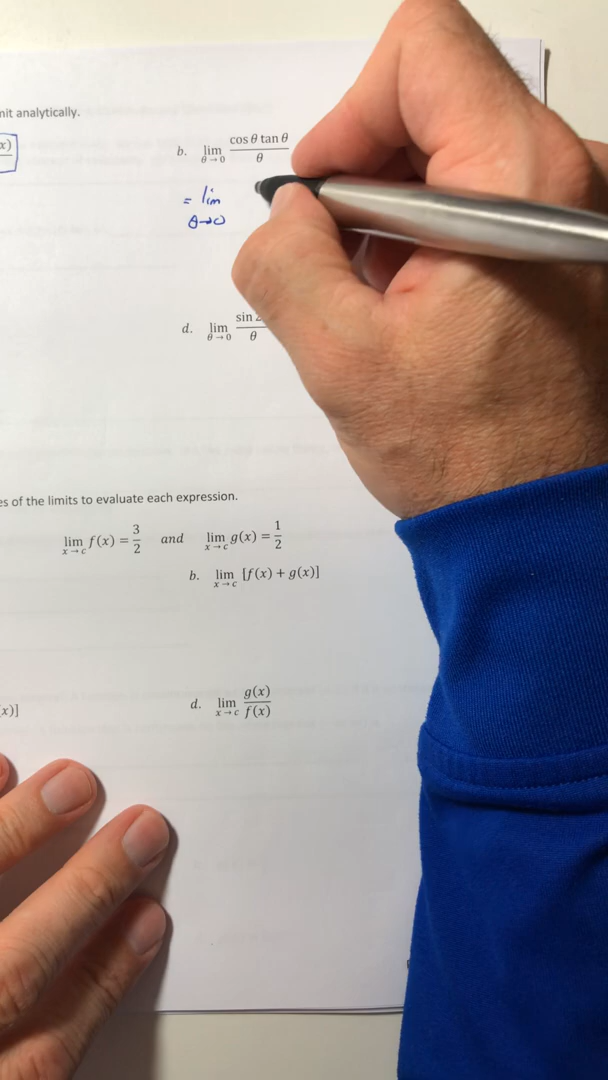 nit analytically.
x)
b. lim θ→0 cos θ tan θ / θ
= lim
θ→0
d. lim θ→0 sin / θ
es of the limits to evaluate each expression.
lim x→c f(x) = 3/2 and lim x→c g(x) = 1/2
b. lim x→c [f(x) + g(x)]
x)]
d. lim x→c g(x) / f(x)